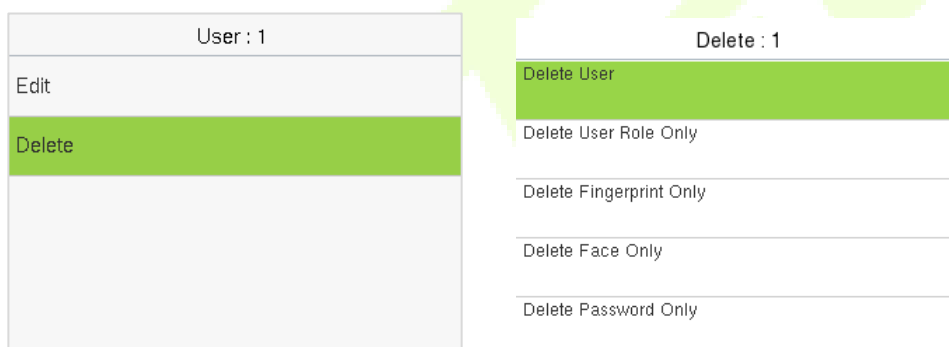 User : 1
Edit
Delete
Delete : 1
Delete User
Delete User Role Only
Delete Fingerprint Only
Delete Face Only
Delete Password Only